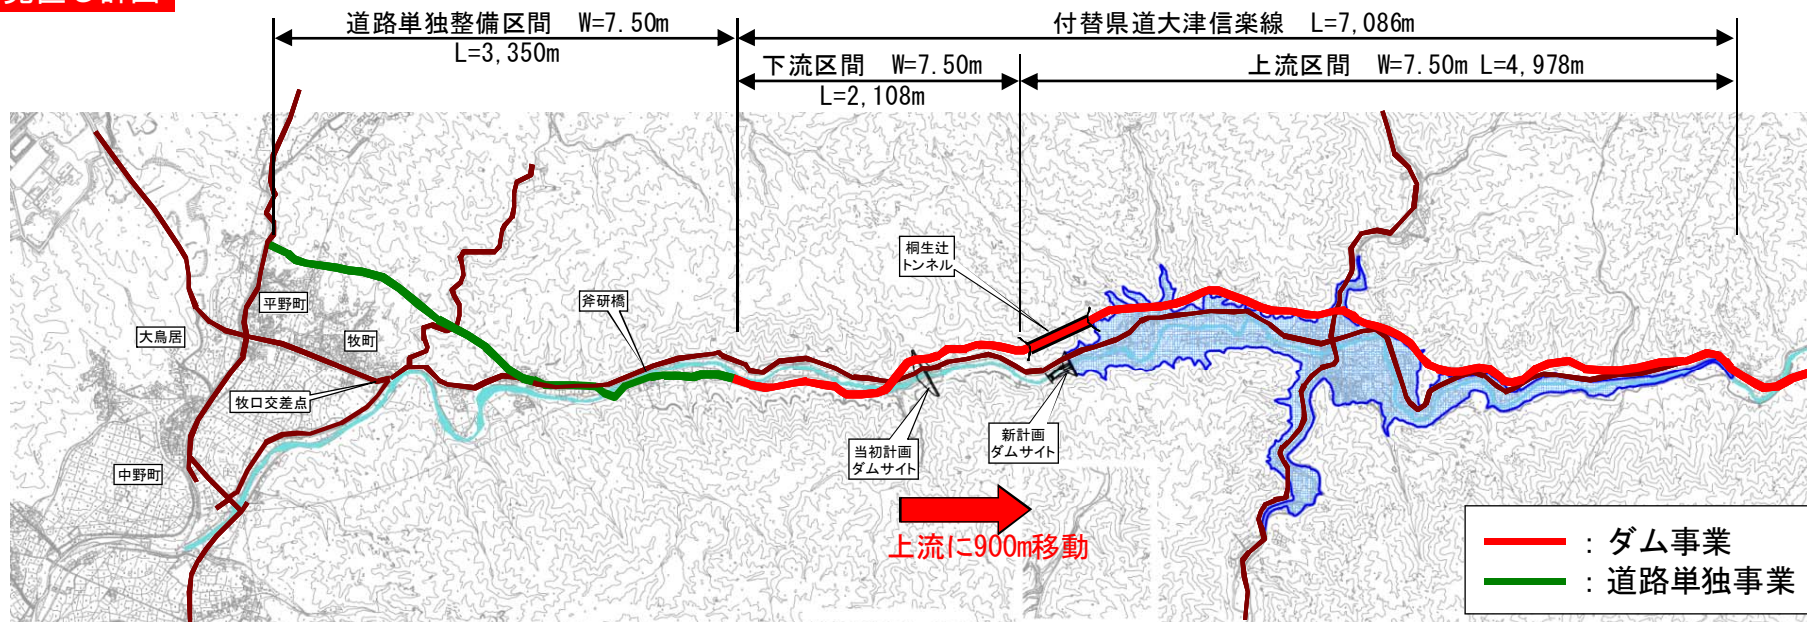 道路単独整備区間 W=7.50m
L=3,350m
付替県道大津信楽線 L=7,086m
下流区間 W=7.50m
L=2,108m
上流区間 W=7.50m L=4,978m
桐生辻
トンネル
斧研橋
平野町
大鳥居
牧町
牧口交差点
中野町
当初計画
ダムサイト
新計画
ダムサイト
上流に900m移動
：ダム事業
：道路単独事業